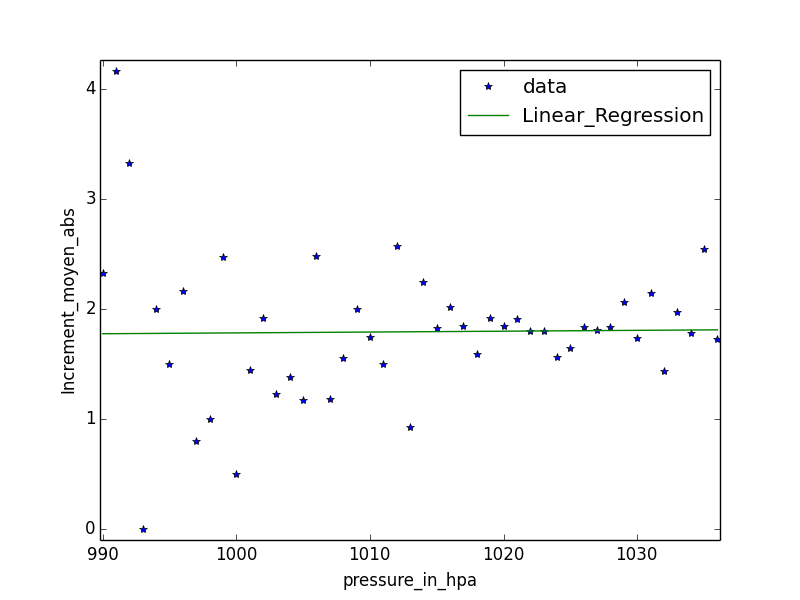 data
Linear_Regression
4
3
2
1
0
Increment_moyen_abs
990 1000 1010 1020 1030
pressure_in_hpa